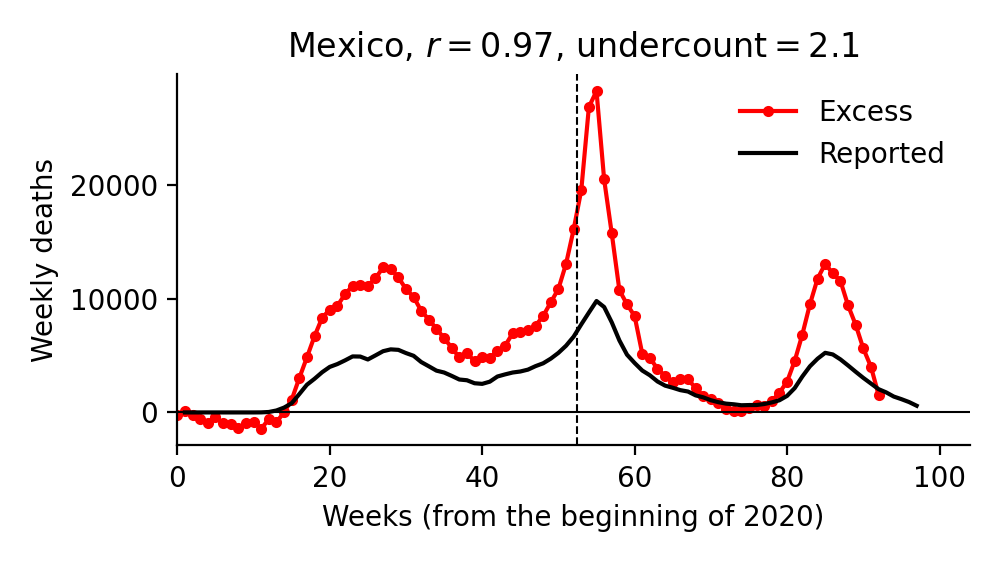 Mexico, r = 0.97, undercount = 2.1
Excess
Reported
Weekly deaths
20000
10000
0
0 20 40 60 80 100
Weeks (from the beginning of 2020)